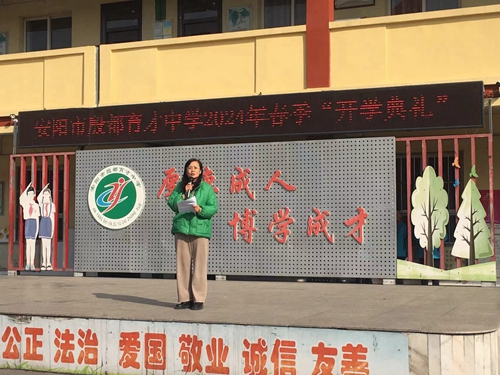 安阳市殷都育才中学2024年春季“开学典礼”
厚德成人
博学成才
公正 法治 爱国 敬业 诚信 友善